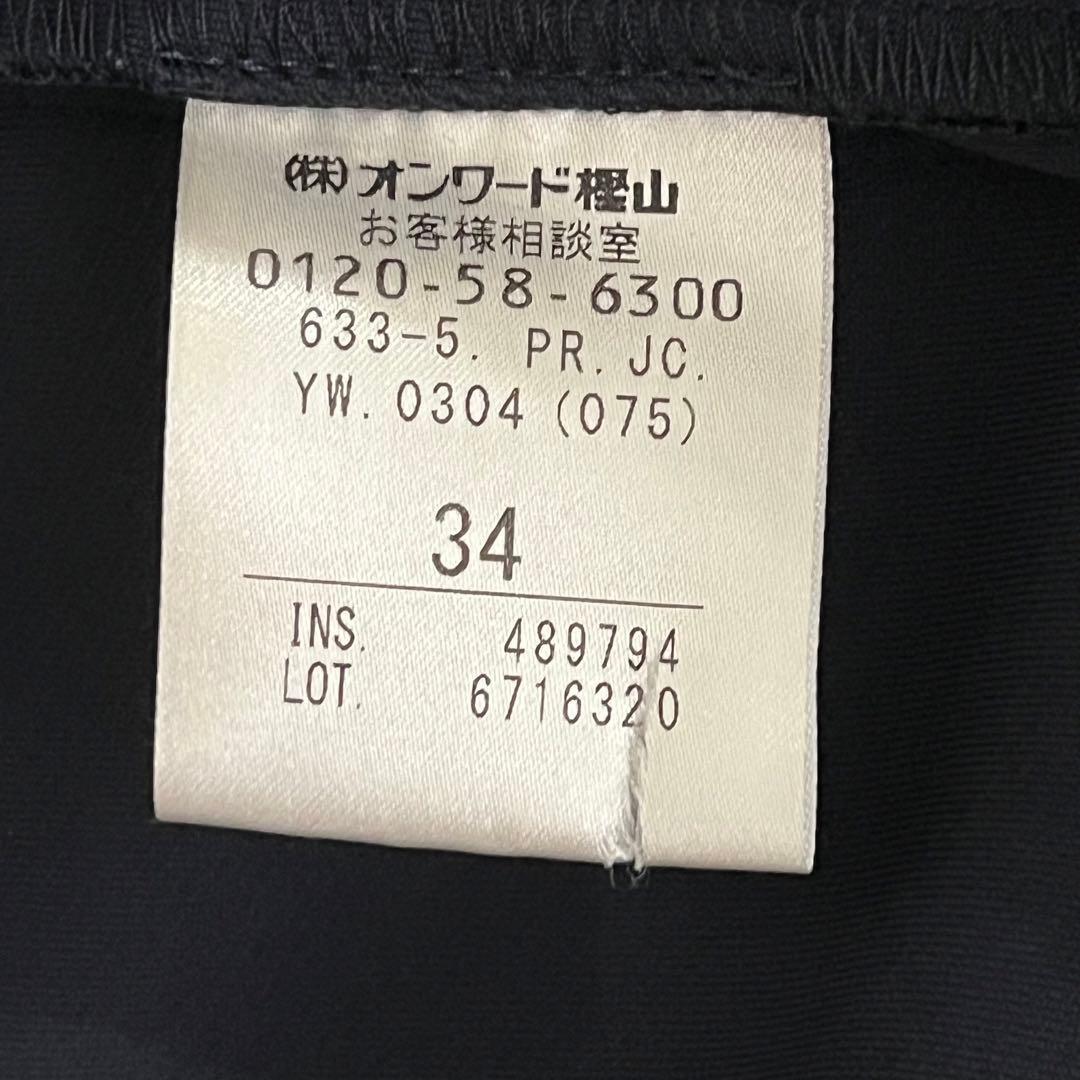 (株)オンワード樫山
お客様相談室
0120-58-6300
633-5. PR. JC.
YW. 0304 (075)
34
INS. 489794
LOT. 6716320